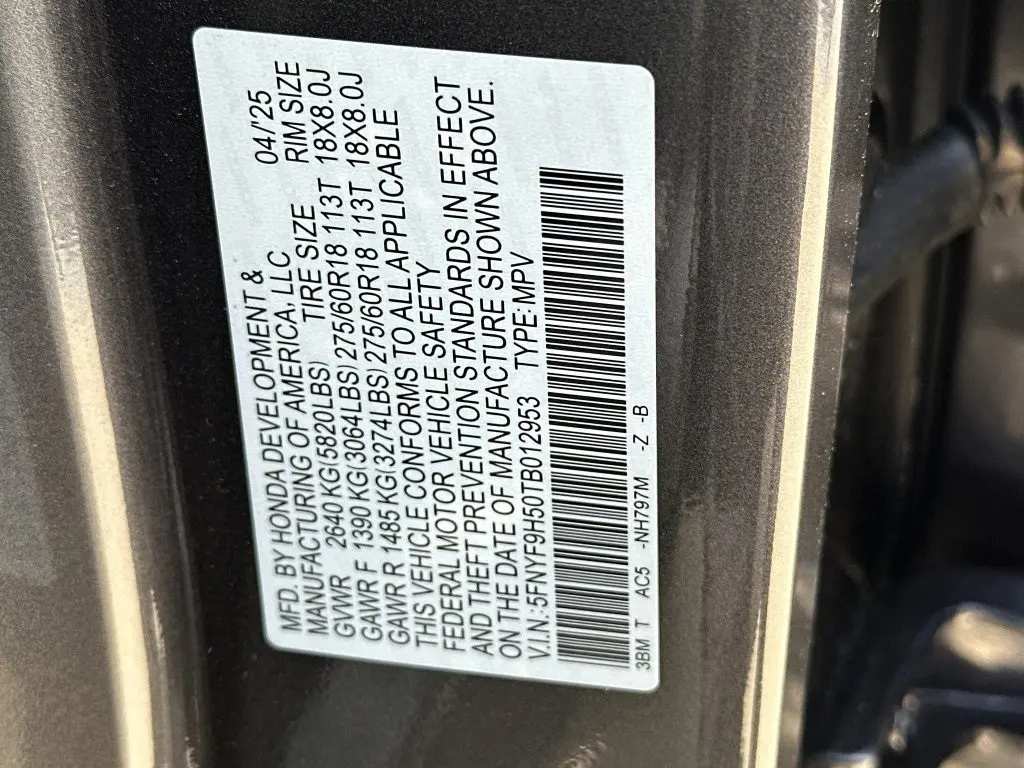 MFD. BY HONDA DEVELOPMENT &
MANUFACTURING OF AMERICA, LLC 04/'25
GVWR 2640 KG(5820LBS) TIRE SIZE RIM SIZE
GAWR F 1390 KG(3064LBS) 275/60R18 113T 18X8.0J
GAWR R 1485 KG(3274LBS) 275/60R18 113T 18X8.0J
THIS VEHICLE CONFORMS TO ALL APPLICABLE
FEDERAL MOTOR VEHICLE SAFETY
AND THEFT PREVENTION STANDARDS IN EFFECT
ON THE DATE OF MANUFACTURE SHOWN ABOVE.
V.I.N.:5FNYF9H50TB012953 TYPE:MPV
3BM T AC5 -NH797M -Z -B